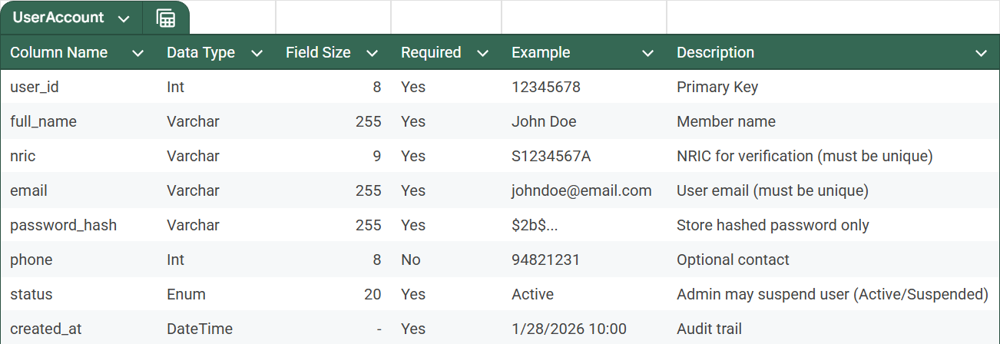 UserAccount
Column Name Data Type Field Size Required Example Description
user_id Int 8 Yes 12345678 Primary Key
full_name Varchar 255 Yes John Doe Member name
nric Varchar 9 Yes S1234567A NRIC for verification (must be unique)
email Varchar 255 Yes johndoe@email.com User email (must be unique)
password_hash Varchar 255 Yes $2b$... Store hashed password only
phone Int 8 No 94821231 Optional contact
status Enum 20 Yes Active Admin may suspend user (Active/Suspended)
created_at DateTime - Yes 1/28/2026 10:00 Audit trail